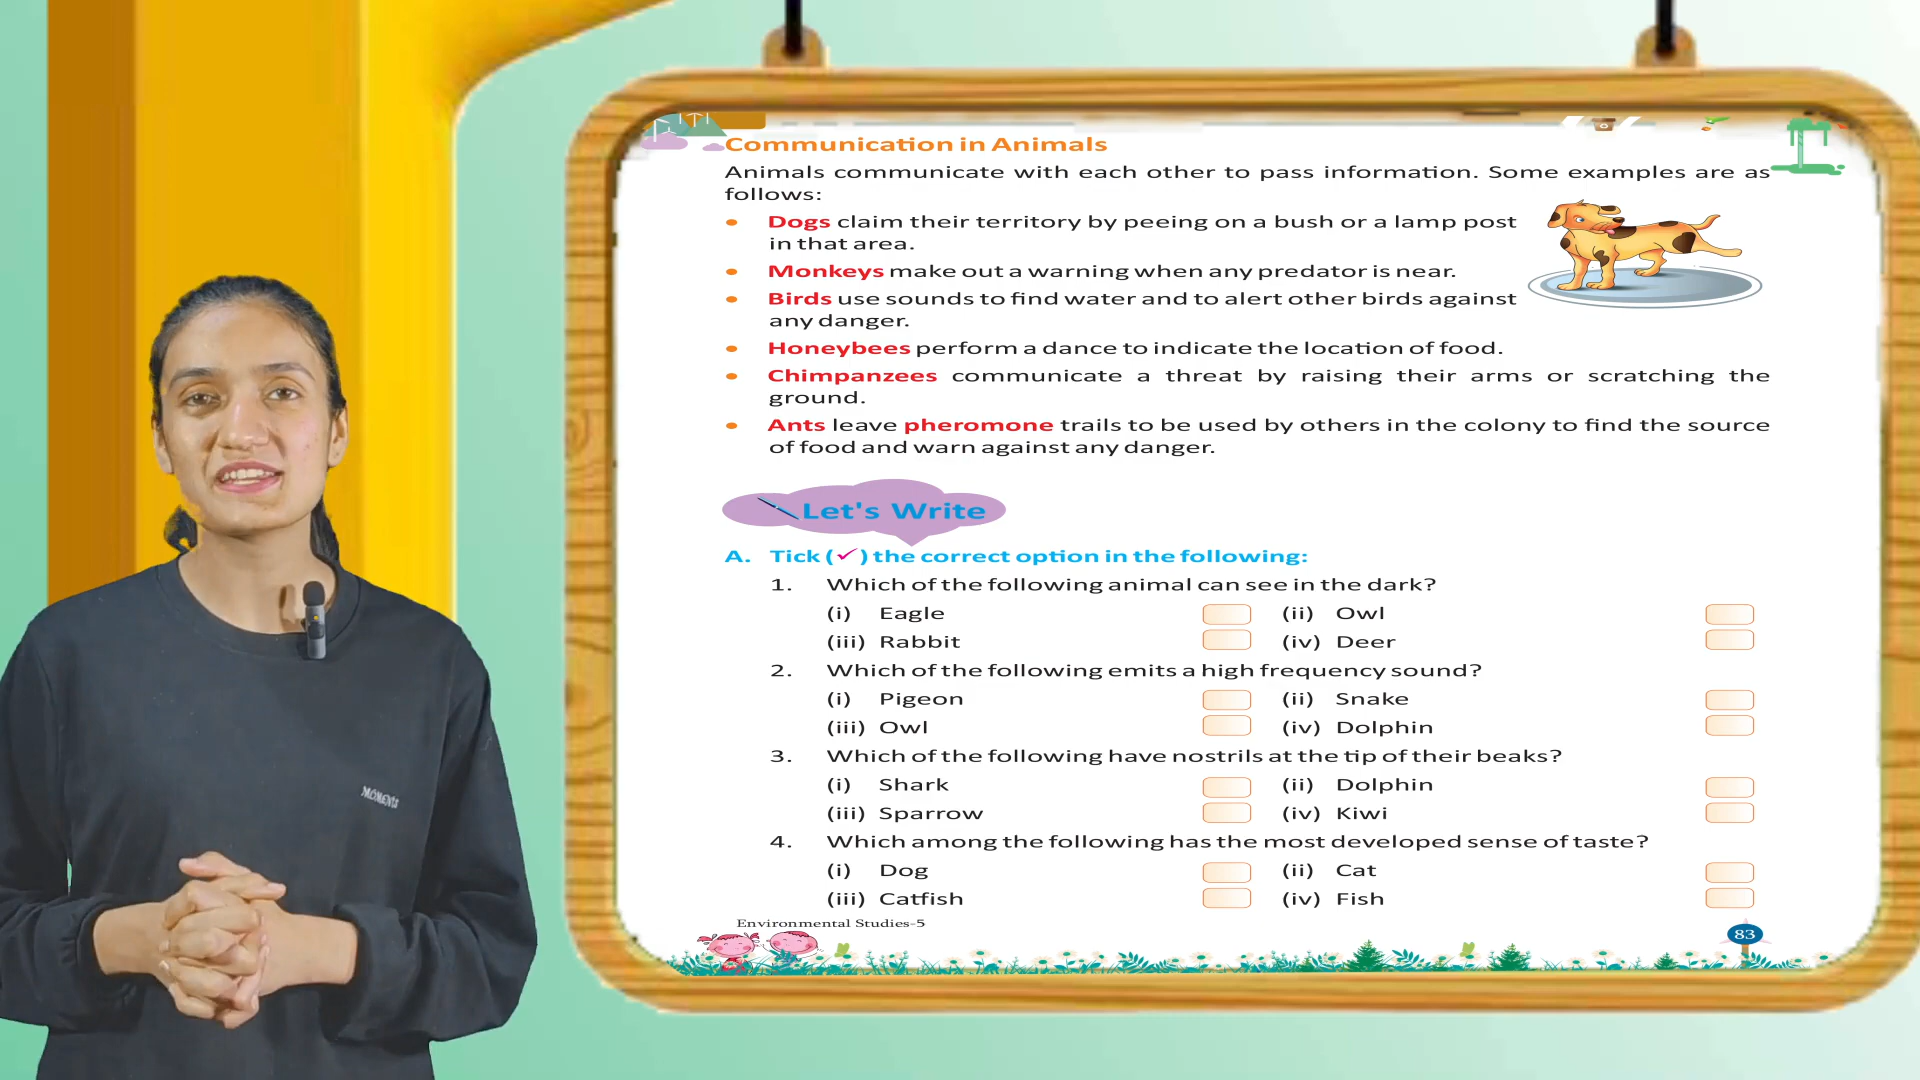 Communication in Animals
Animals communicate with each other to pass information. Some examples are as
follows:
• Dogs claim their territory by peeing on a bush or a lamp post
in that area.
• Monkeys make out a warning when any predator is near.
• Birds use sounds to find water and to alert other birds against
any danger.
• Honeybees perform a dance to indicate the location of food.
• Chimpanzees communicate a threat by raising their arms or scratching the
ground.
• Ants leave pheromone trails to be used by others in the colony to find the source
of food and warn against any danger.
Let's Write
A. Tick (✓) the correct option in the following:
1. Which of the following animal can see in the dark?
(i) Eagle (ii) Owl
(iii) Rabbit (iv) Deer
2. Which of the following emits a high frequency sound?
(i) Pigeon (ii) Snake
(iii) Owl (iv) Dolphin
3. Which of the following have nostrils at the tip of their beaks?
(i) Shark (ii) Dolphin
(iii) Sparrow (iv) Kiwi
4. Which among the following has the most developed sense of taste?
(i) Dog (ii) Cat
(iii) Catfish (iv) Fish
Environmental Studies-5
83
MOMENTS